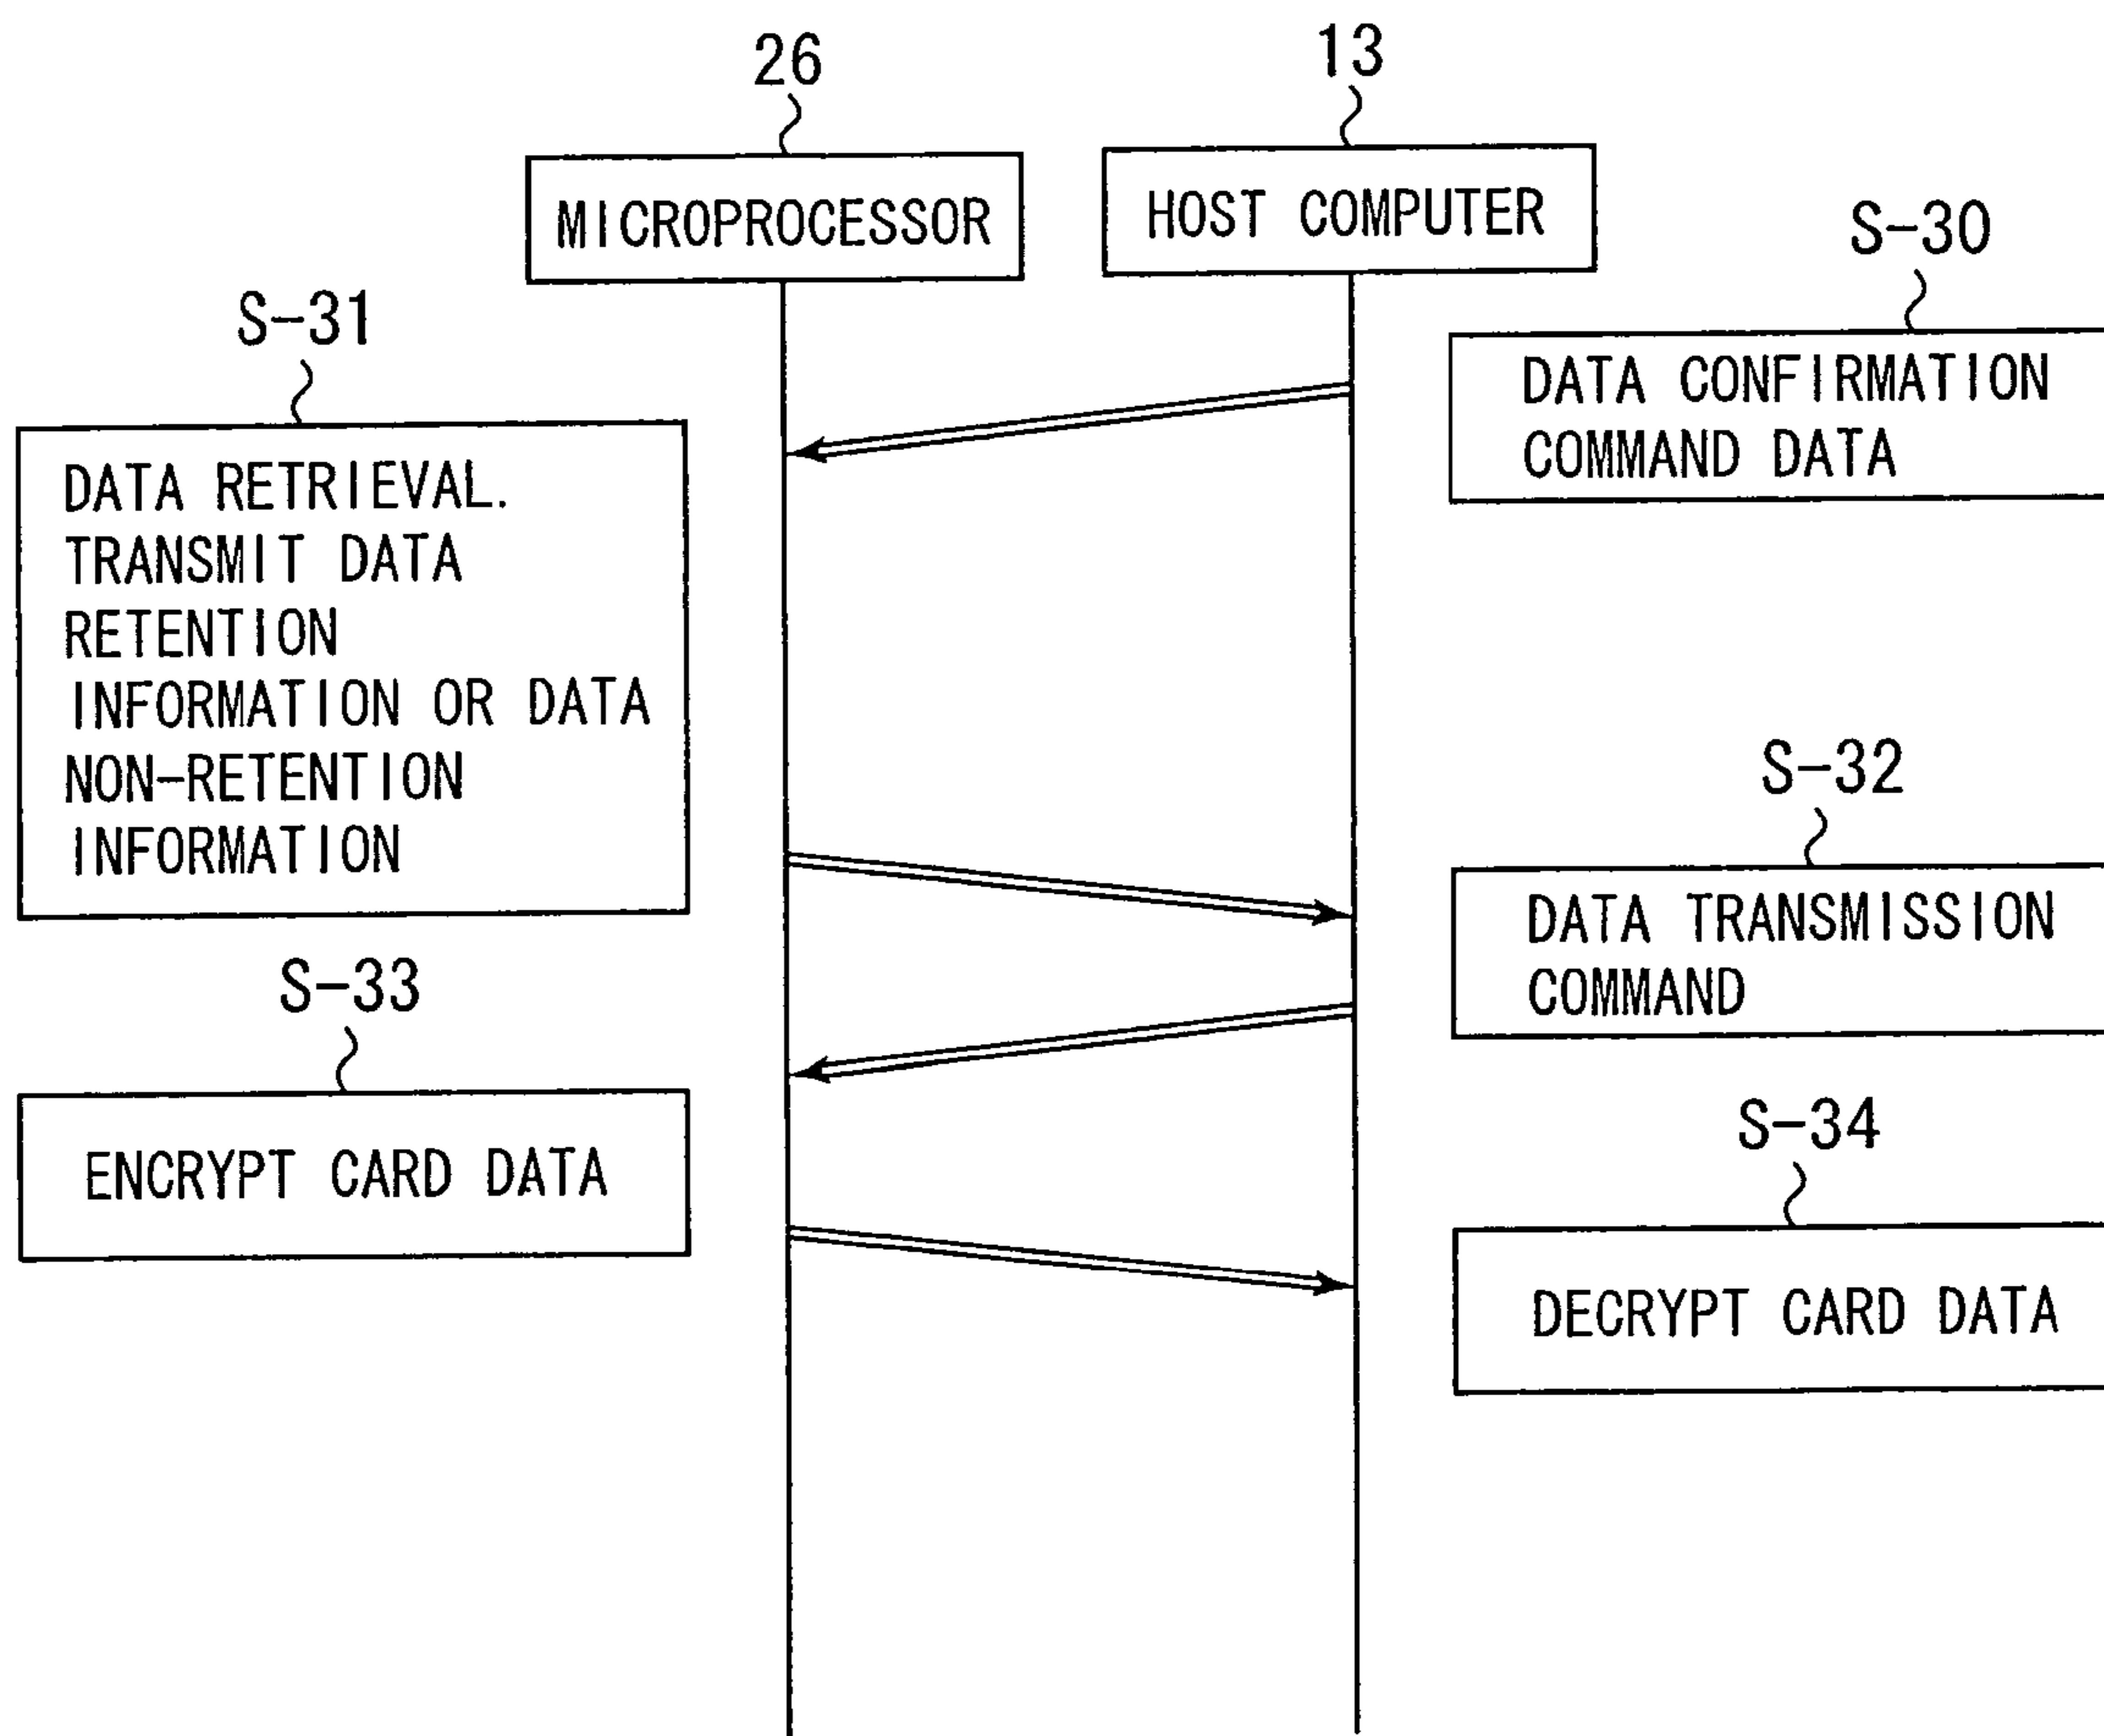 26
13
MICROPROCESSOR
HOST COMPUTER
S-30
DATA CONFIRMATION
COMMAND DATA
S-31
DATA RETRIEVAL.
TRANSMIT DATA
RETENTION
INFORMATION OR DATA
NON-RETENTION
INFORMATION
S-32
DATA TRANSMISSION
COMMAND
S-33
ENCRYPT CARD DATA
S-34
DECRYPT CARD DATA